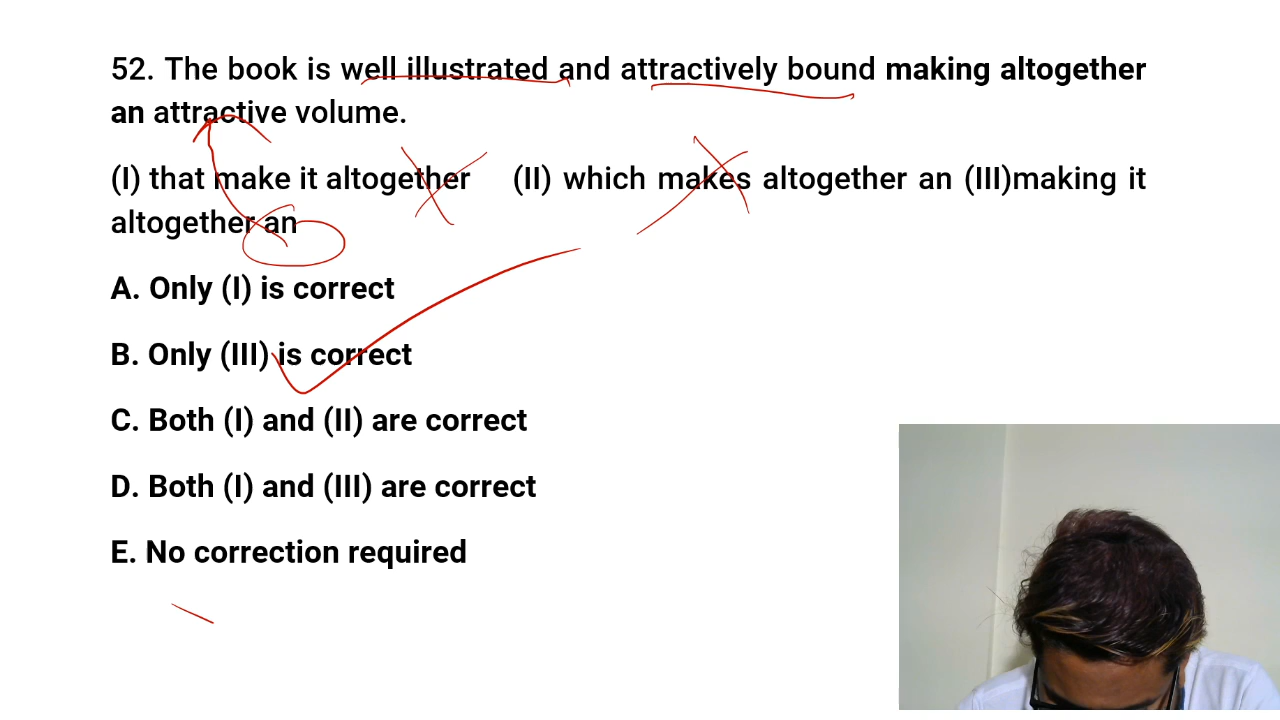 52. The book is well illustrated and attractively bound making altogether
an attractive volume.
(I) that make it altogether (II) which makes altogether an (III)making it
altogether an
A. Only (I) is correct
B. Only (III) is correct
C. Both (I) and (II) are correct
D. Both (I) and (III) are correct
E. No correction required